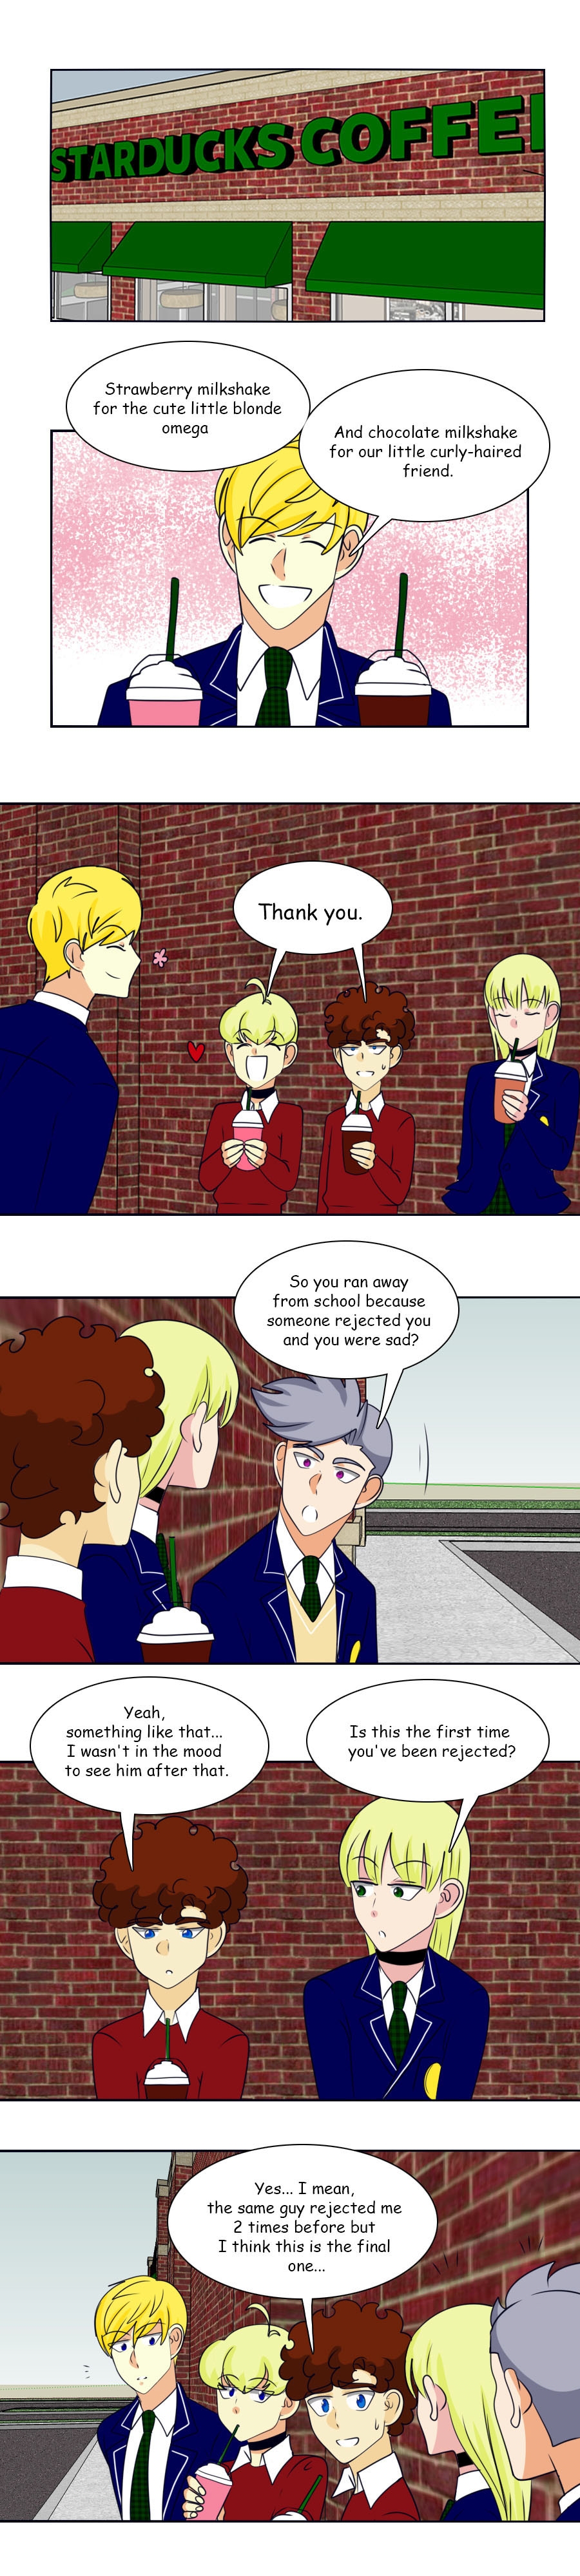 STARDUCKS COFFEE
Strawberry milkshake
for the cute little blonde
omega
And chocolate milkshake
for our little curly-haired
friend.
Thank you.
So you ran away
from school because
someone rejected you
and you were sad?
Yeah,
something like that...
I wasn't in the mood
to see him after that.
Is this the first time
you've been rejected?
Yes... I mean,
the same guy rejected me
2 times before but
I think this is the final
one...